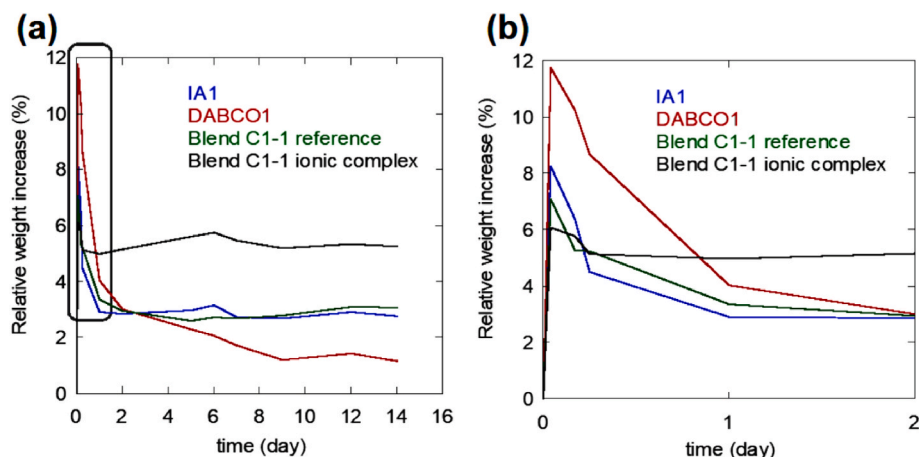 (a)
Relative weight increase (%)
12
10
8
6
4
2
0
IA1
DABCO1
Blend C1-1 reference
Blend C1-1 ionic complex
0 2 4 6 8 10 12 14 16
time (day)
(b)
Relative weight increase (%)
12
10
8
6
4
2
0
IA1
DABCO1
Blend C1-1 reference
Blend C1-1 ionic complex
0 1 2
time (day)